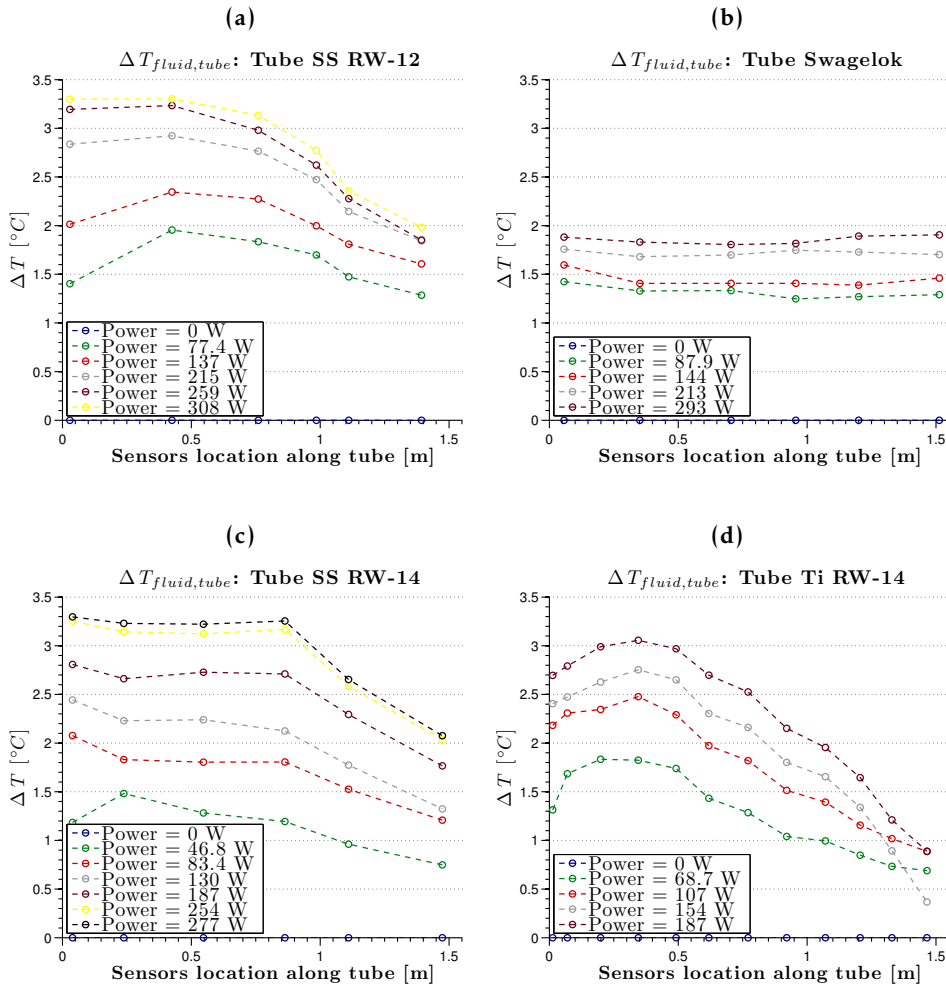 (a)
Δ T_{fluid,tube}: Tube SS RW-12
3.5
3
2.5
2
1.5
1
0.5
0
Δ T [°C]
Power = 0 W
Power = 77.4 W
Power = 137 W
Power = 215 W
Power = 259 W
Power = 308 W
0 0.5 1 1.5
Sensors location along tube [m]
(b)
Δ T_{fluid,tube}: Tube Swagelok
3.5
3
2.5
2
1.5
1
0.5
0
Δ T [°C]
Power = 0 W
Power = 87.9 W
Power = 144 W
Power = 213 W
Power = 293 W
0 0.5 1 1.5
Sensors location along tube [m]
(c)
Δ T_{fluid,tube}: Tube SS RW-14
3.5
3
2.5
2
1.5
1
0.5
0
Δ T [°C]
Power = 0 W
Power = 46.8 W
Power = 83.4 W
Power = 130 W
Power = 187 W
Power = 254 W
Power = 277 W
0 0.5 1 1.5
Sensors location along tube [m]
(d)
Δ T_{fluid,tube}: Tube Ti RW-14
3.5
3
2.5
2
1.5
1
0.5
0
Δ T [°C]
Power = 0 W
Power = 68.7 W
Power = 107 W
Power = 154 W
Power = 187 W
0 0.5 1 1.5
Sensors location along tube [m]